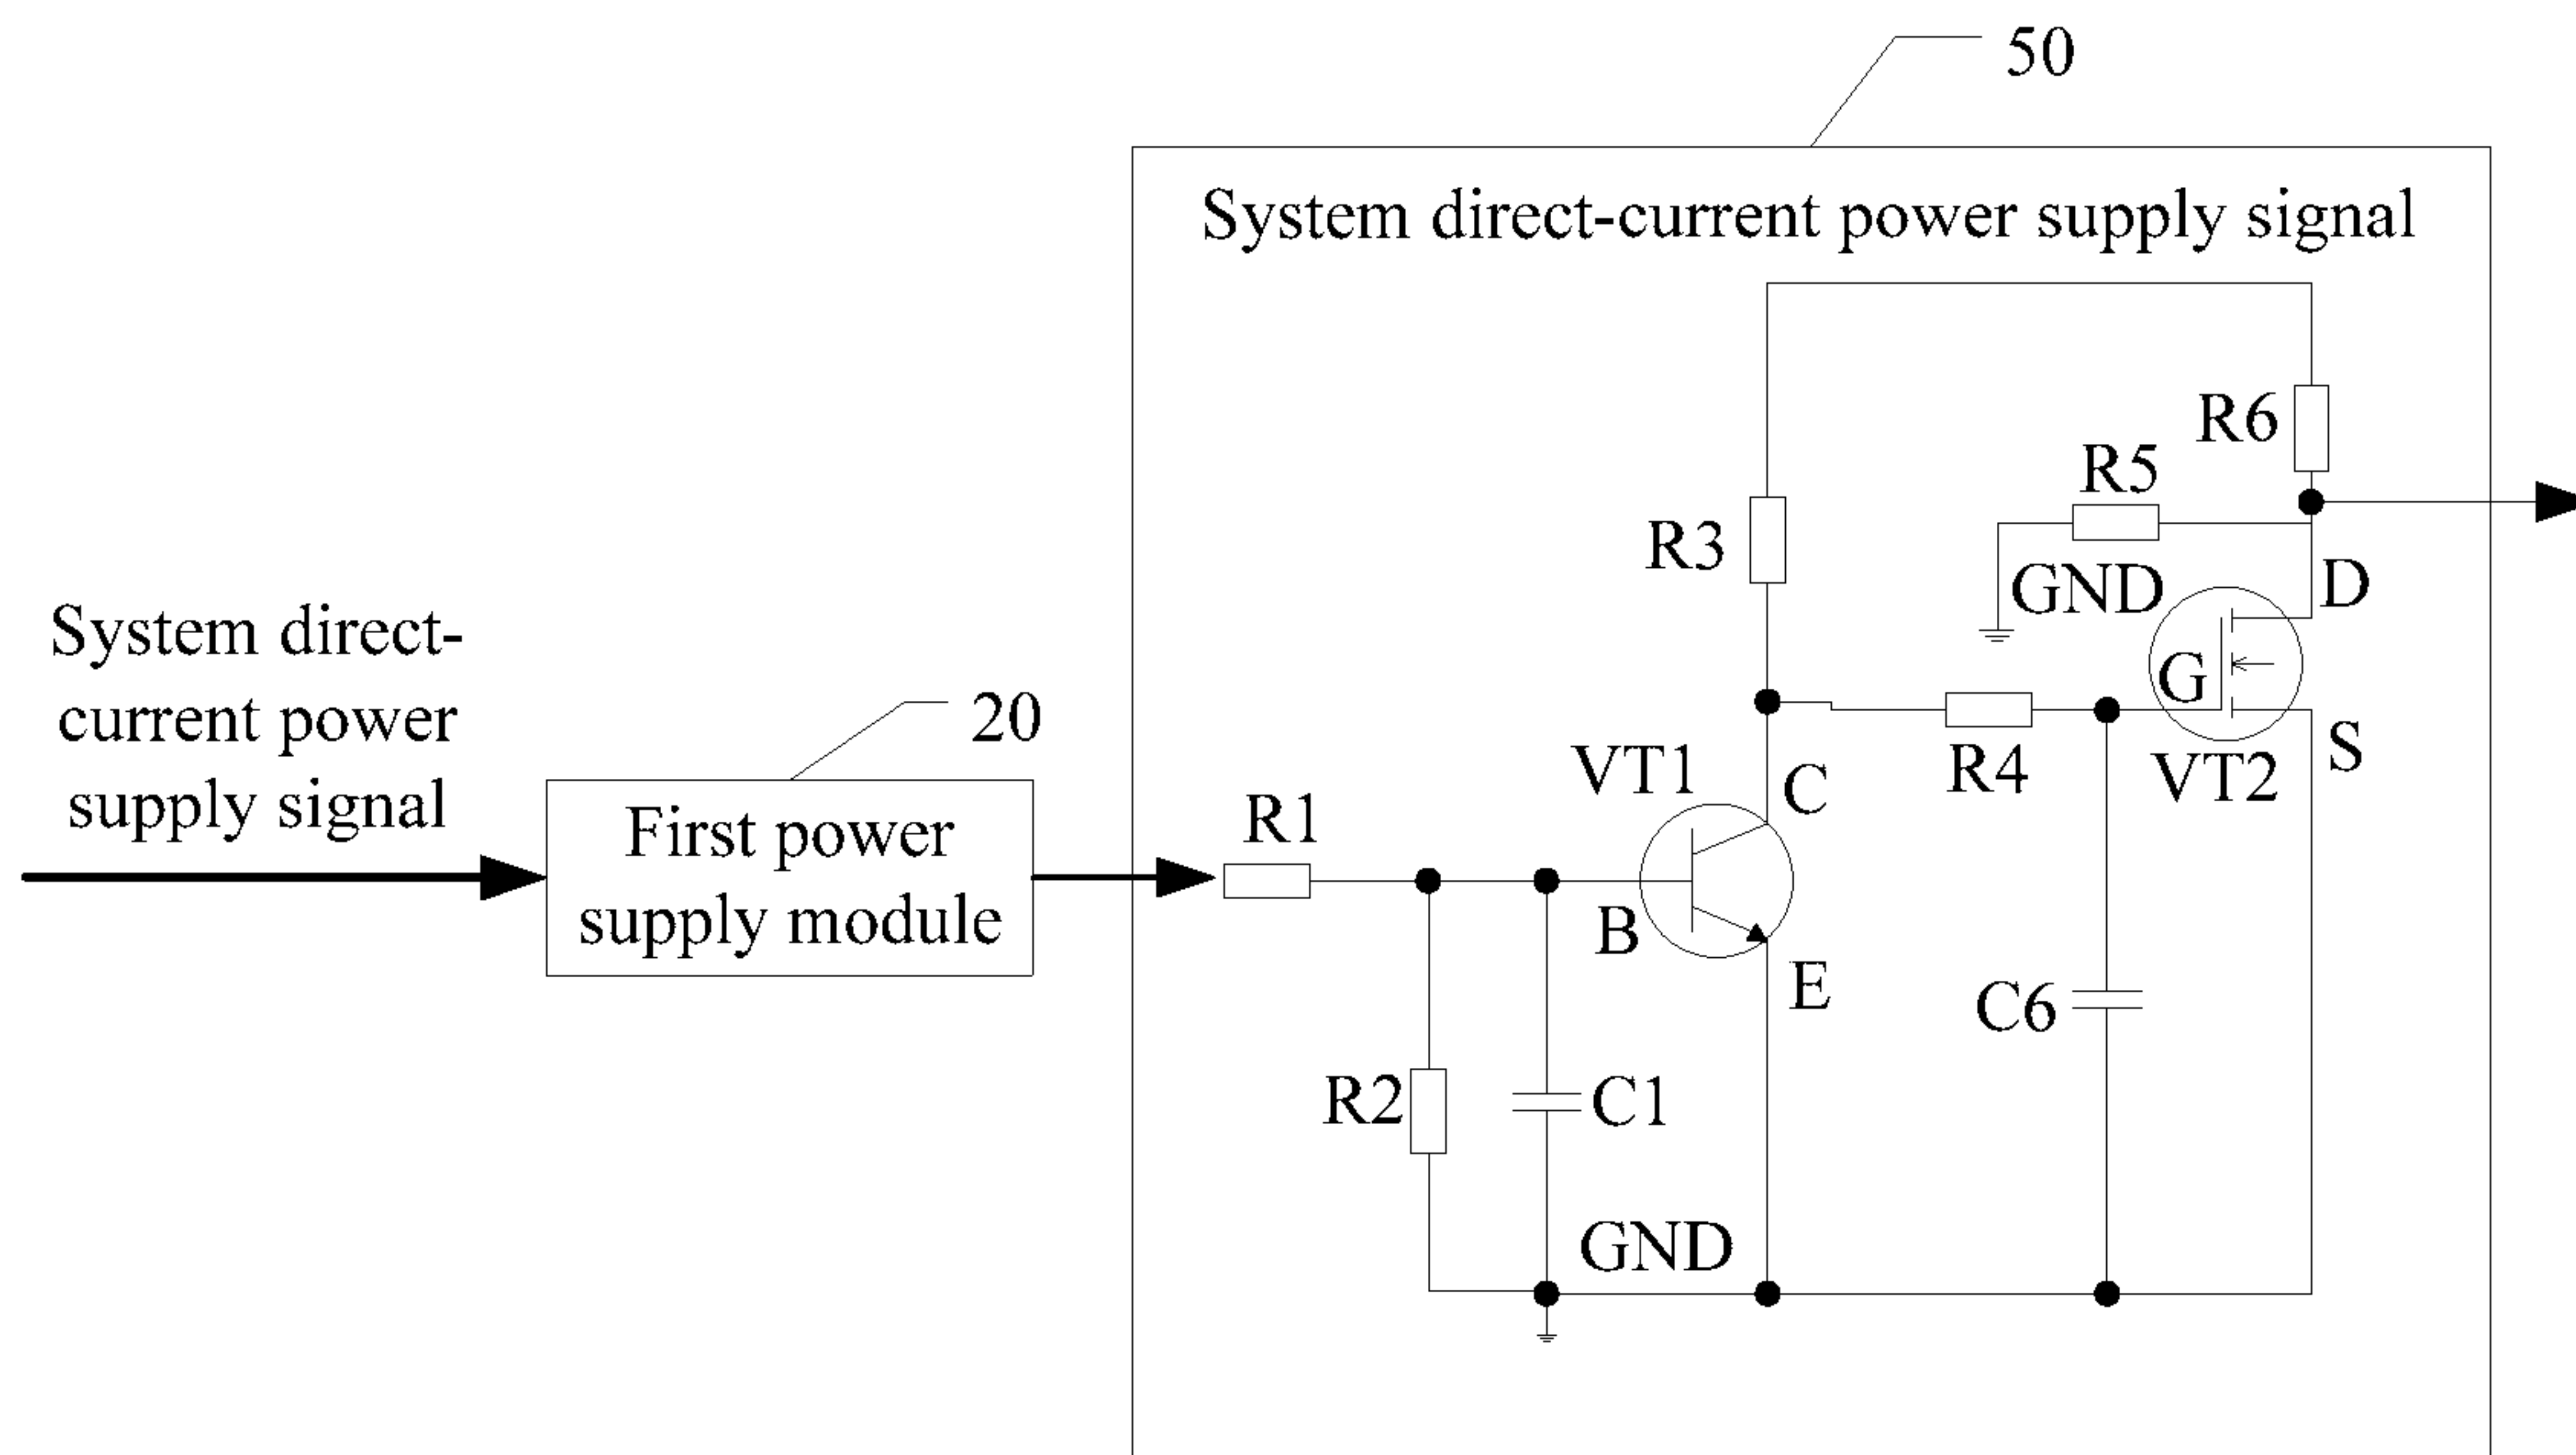 50
System direct-current power supply signal
R6
R5
R3
GND
D
System direct-
current power
supply signal
20
G
S
R4
VT2
VT1
C
R1
First power
supply module
B
E
C6
R2
C1
GND